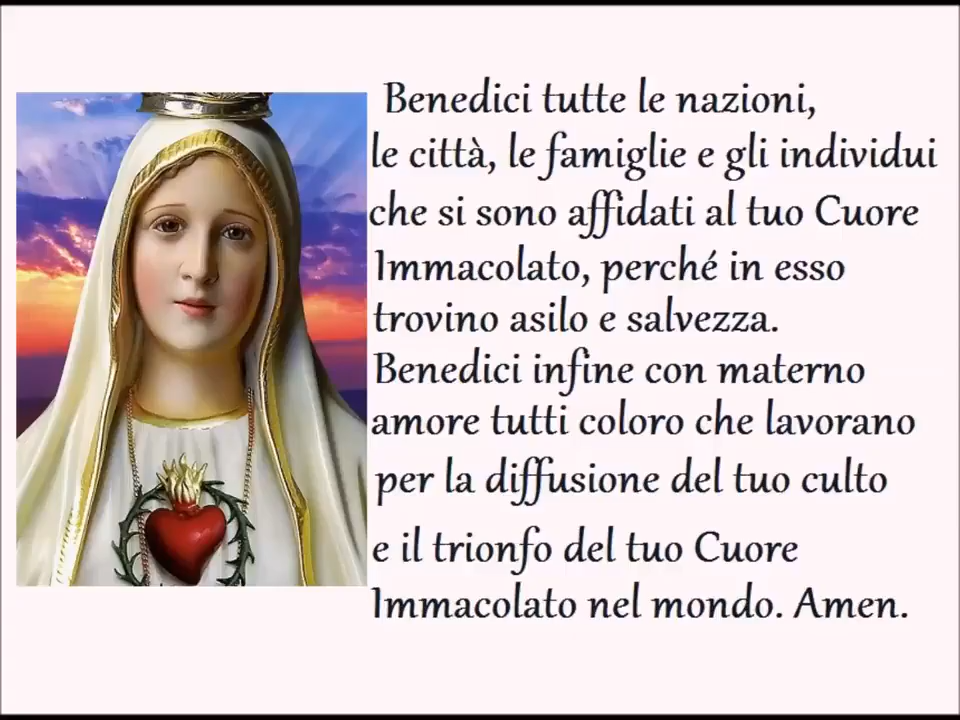 Benedici tutte le nazioni,
le città, le famiglie e gli individui
che si sono affidati al tuo Cuore
Immacolato, perché in esso
trovino asilo e salvezza.
Benedici infine con materno
amore tutti coloro che lavorano
per la diffusione del tuo culto
e il trionfo del tuo Cuore
Immacolato nel mondo. Amen.